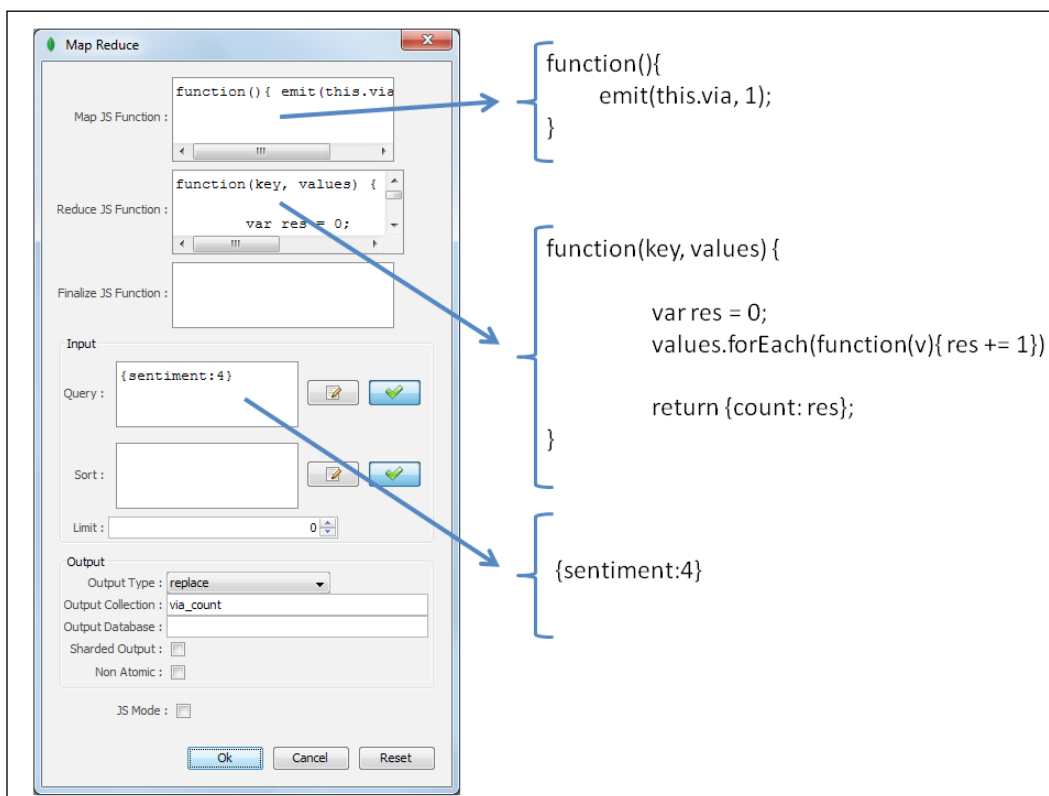 Map Reduce
Map JS Function :
function(){ emit(this.via
Reduce JS Function :
function(key, values) {
var res = 0;
Finalize JS Function :
Input
Query :
{sentiment:4}
Sort :
Limit :
0
Output
Output Type :
replace
Output Collection :
via_count
Output Database :
Sharded Output :
Non Atomic :
JS Mode :
Ok
Cancel
Reset
function(){
emit(this.via, 1);
}
function(key, values) {
var res = 0;
values.forEach(function(v){ res += 1})
return {count: res};
}
{sentiment:4}